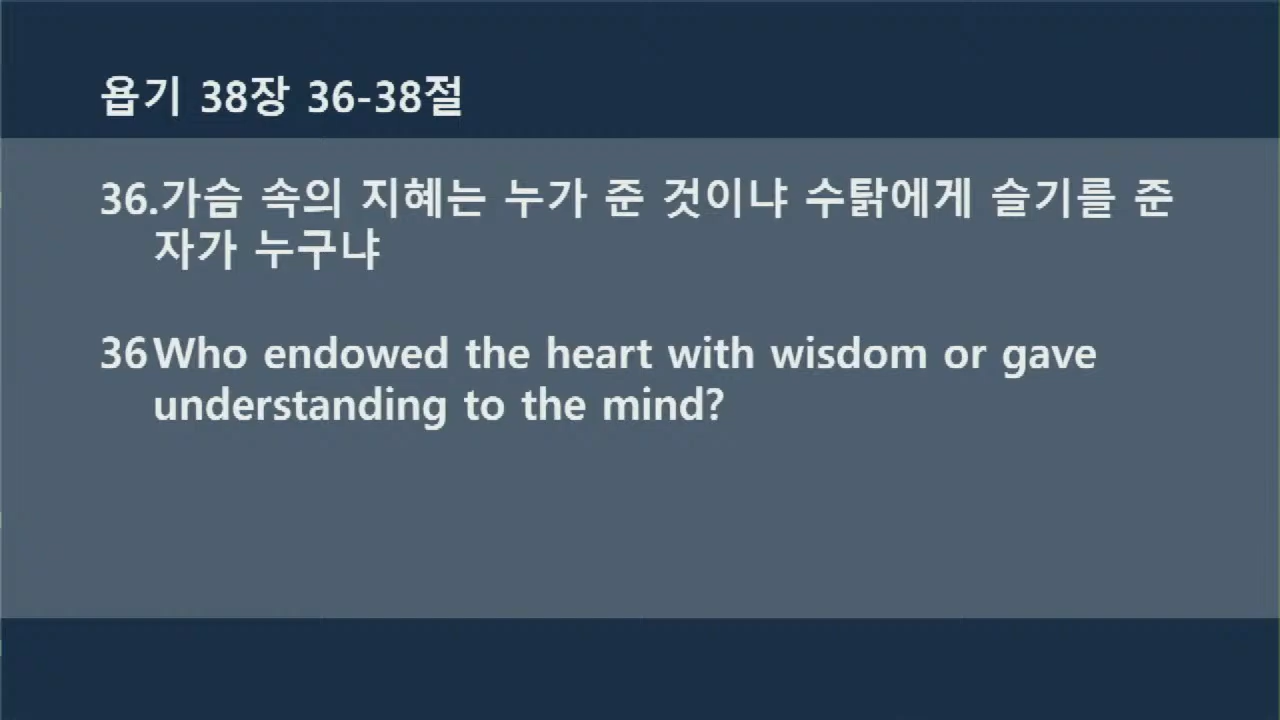 욥기 38장 36-38절
36.가슴 속의 지혜는 누가 준 것이냐 수탉에게 슬기를 준
자가 누구냐
36 Who endowed the heart with wisdom or gave
understanding to the mind?